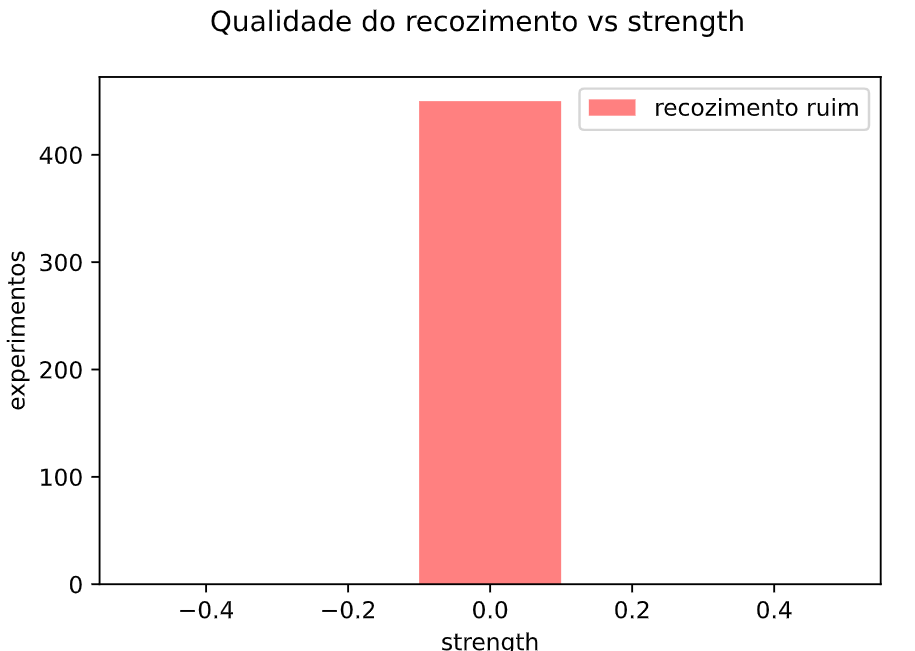 Qualidade do recozimento vs strength
recozimento ruim
experimentos
400
300
200
100
0
−0.4
−0.2
0.0
0.2
0.4
strength